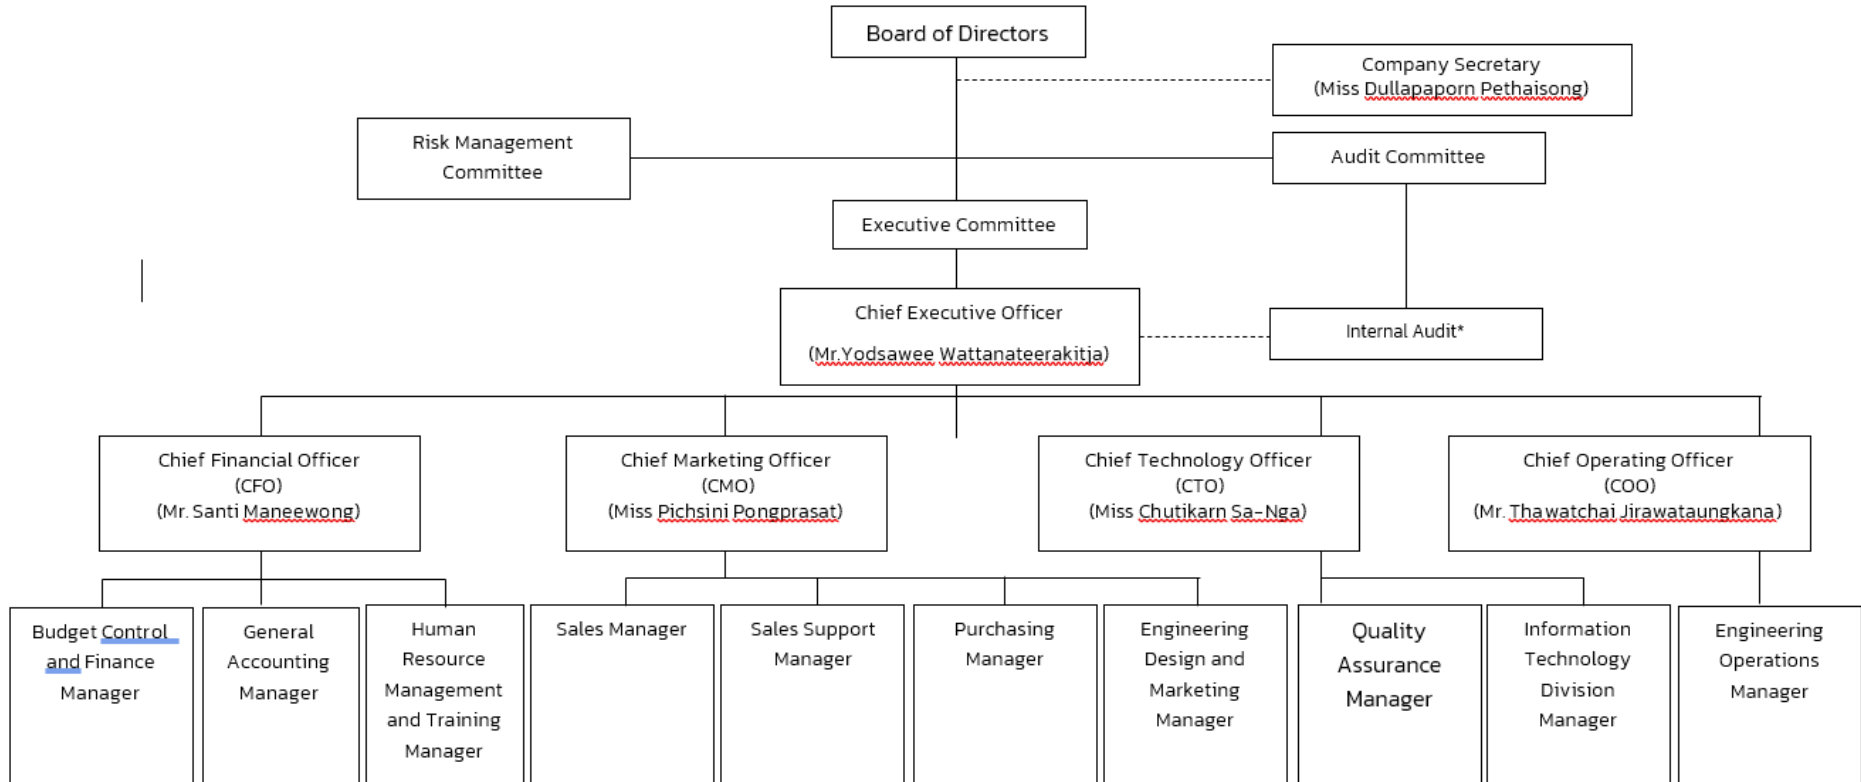 Board of Directors
Company Secretary
(Miss Dullapaporn Pethaisong)
Risk Management
Committee
Audit Committee
Executive Committee
Chief Executive Officer
(Mr.Yodsawee Wattanateerakitja)
Internal Audit*
Chief Financial Officer
(CFO)
(Mr. Santi Maneewong)
Chief Marketing Officer
(CMO)
(Miss Pichsini Pongprasat)
Chief Technology Officer
(CTO)
(Miss Chutikarn Sa-Nga)
Chief Operating Officer
(COO)
(Mr. Thawatchai Jirawataungkana)
Budget Control
and Finance
Manager
General
Accounting
Manager
Human
Resource
Management
and Training
Manager
Sales Manager
Sales Support
Manager
Purchasing
Manager
Engineering
Design and
Marketing
Manager
Quality
Assurance
Manager
Information
Technology
Division
Manager
Engineering
Operations
Manager